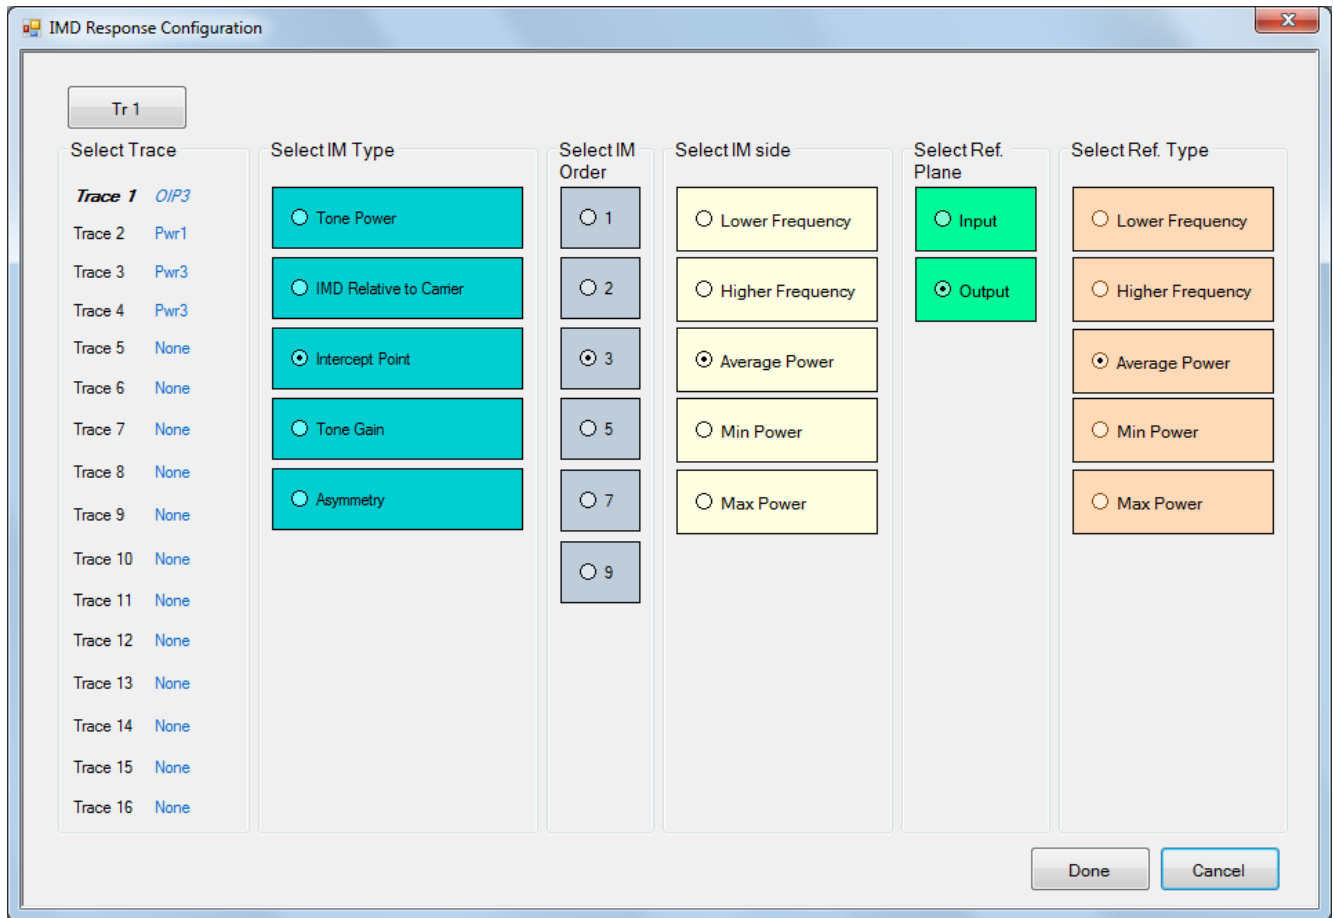 IMD Response Configuration
Tr 1
Select Trace
Trace 1 OIP3
Trace 2 Pwr1
Trace 3 Pwr3
Trace 4 Pwr3
Trace 5 None
Trace 6 None
Trace 7 None
Trace 8 None
Trace 9 None
Trace 10 None
Trace 11 None
Trace 12 None
Trace 13 None
Trace 14 None
Trace 15 None
Trace 16 None
Select IM Type
Tone Power
IMD Relative to Carrier
Intercept Point
Tone Gain
Asymmetry
Select IM
Order
1
2
3
5
7
9
Select IM side
Lower Frequency
Higher Frequency
Average Power
Min Power
Max Power
Select Ref.
Plane
Input
Output
Select Ref. Type
Lower Frequency
Higher Frequency
Average Power
Min Power
Max Power
Done
Cancel